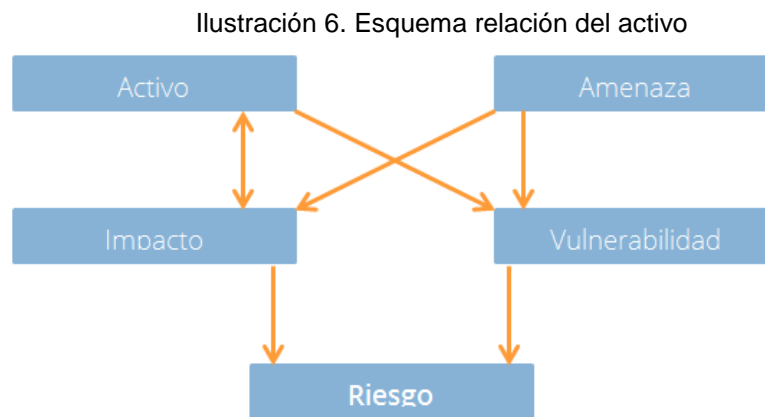 Ilustración 6. Esquema relación del activo
Activo
Amenaza
Impacto
Vulnerabilidad
Riesgo